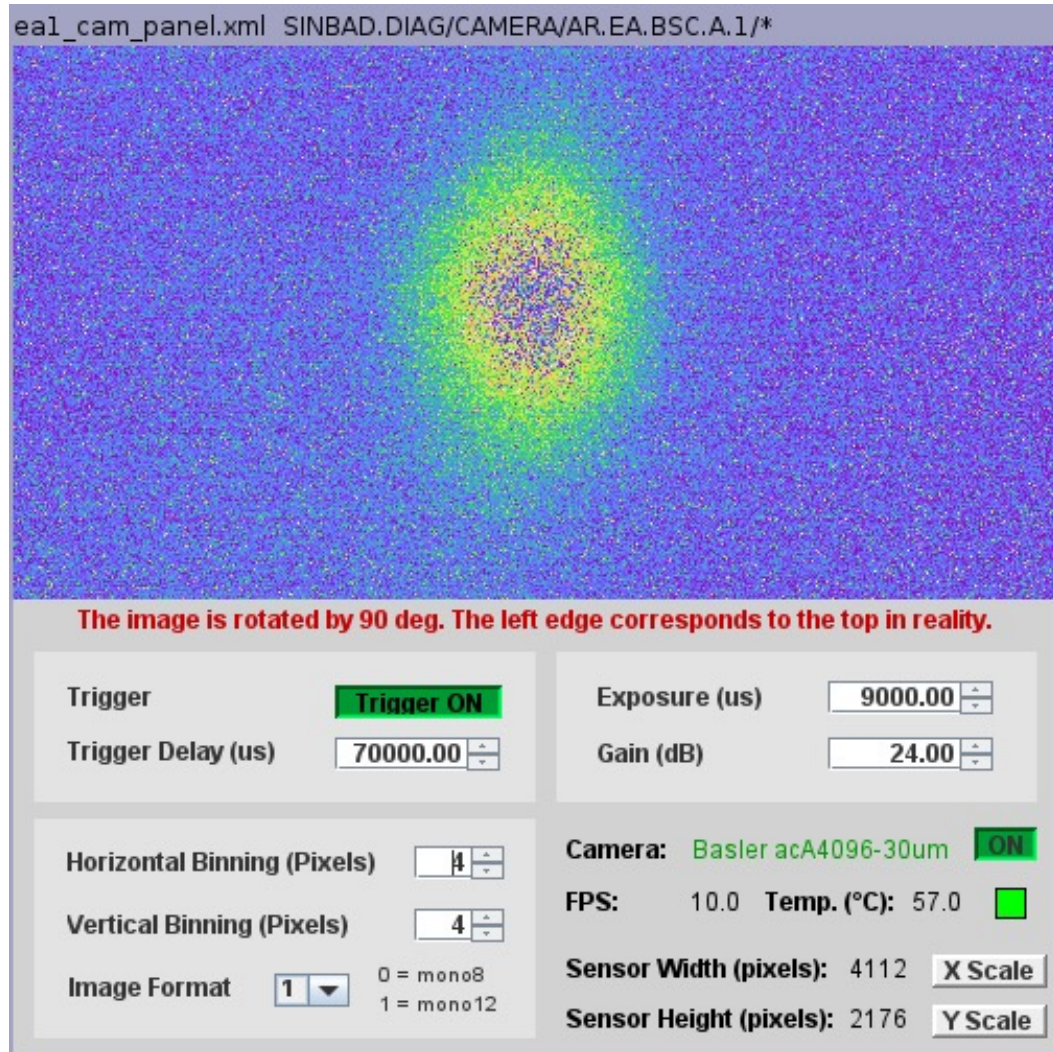 ea1_cam_panel.xml SINBAD.DIAG/CAMERA/AR.EA.BSC.A.1/*
The image is rotated by 90 deg. The left edge corresponds to the top in reality.
Trigger Trigger ON
Trigger Delay (us) 70000.00
Exposure (us) 9000.00
Gain (dB) 24.00
Horizontal Binning (Pixels) 4
Vertical Binning (Pixels) 4
Image Format 1 0 = mono8
1 = mono12
Camera: Basler acA4096-30um ON
FPS: 10.0 Temp. (°C): 57.0
Sensor Width (pixels): 4112 X Scale
Sensor Height (pixels): 2176 Y Scale